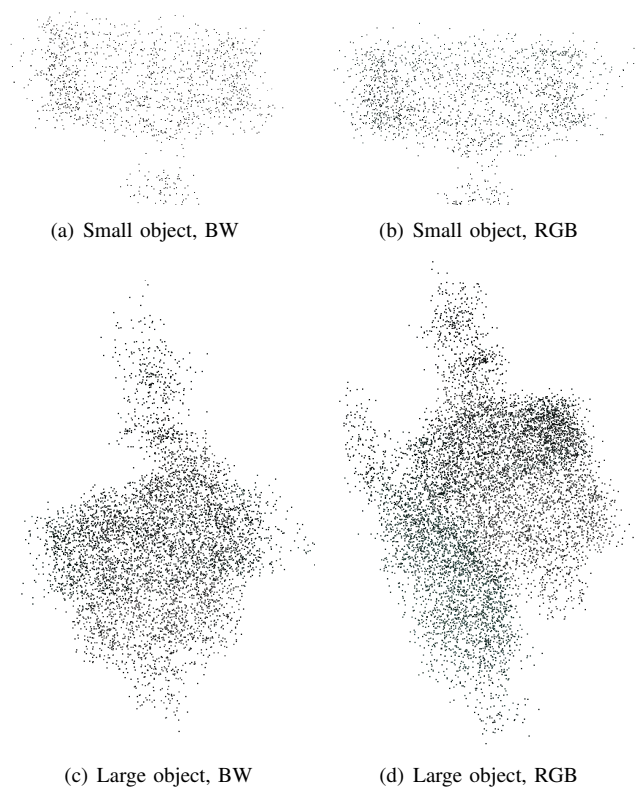 (a) Small object, BW
(b) Small object, RGB
(c) Large object, BW
(d) Large object, RGB